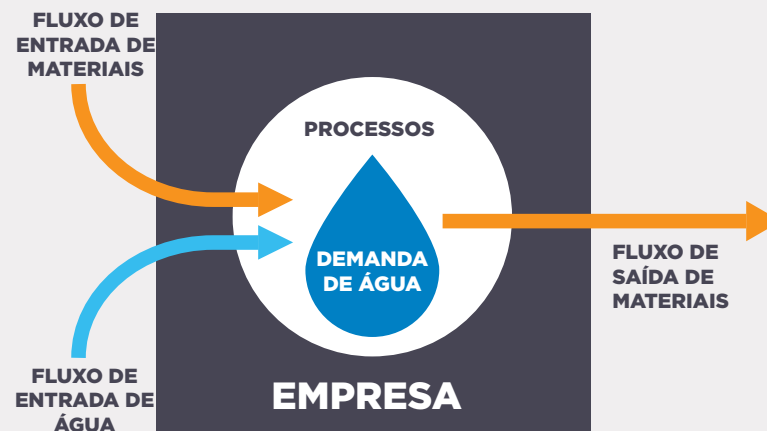 FLUXO DE
ENTRADA DE
MATERIAIS
PROCESSOS
DEMANDA
DE ÁGUA
FLUXO DE
SAÍDA DE
MATERIAIS
FLUXO DE
ENTRADA DE
ÁGUA
EMPRESA